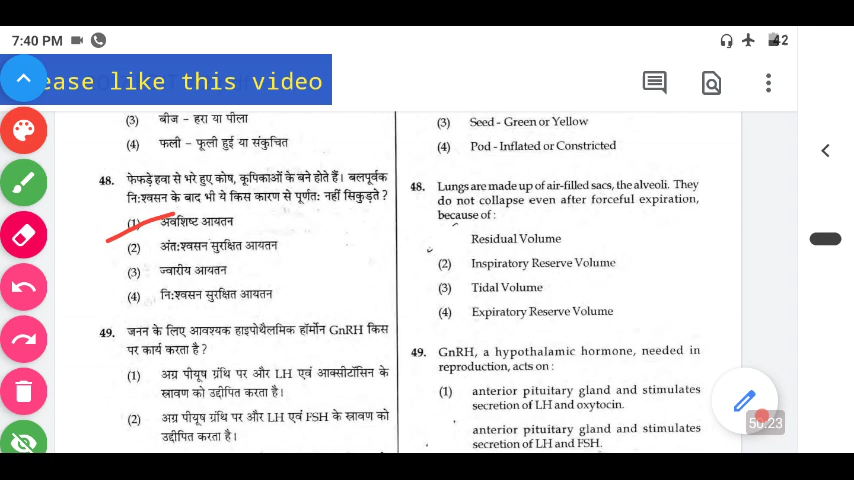 7:40 PM
42
ease like this video
(3) बीज - हरा या पीला
(4) फली - फूली हुई या संकुचित
48. फेफड़े हवा से भरे हुए कोष, कूपिकाओं के बने होते हैं। बलपूर्वक
नि:श्वसन के बाद भी ये किस कारण से पूर्णत: नहीं सिकुड़ते ?
(1) अवशिष्ट आयतन
(2) अंत:श्वसन सुरक्षित आयतन
(3) ज्वारीय आयतन
(4) नि:श्वसन सुरक्षित आयतन
49. जनन के लिए आवश्यक हाइपोथैलमिक हॉर्मोन GnRH किस
पर कार्य करता है ?
(1) अग्र पीयूष ग्रंथि पर और LH एवं आक्सीटॉसिन के
स्रावण को उद्दीपित करता है।
(2) अग्र पीयूष ग्रंथि पर और LH एवं FSH के स्रावण को
उद्दीपित करता है।
(3) Seed - Green or Yellow
(4) Pod - Inflated or Constricted
48. Lungs are made up of air-filled sacs, the alveoli. They
do not collapse even after forceful expiration,
because of :
Residual Volume
(2) Inspiratory Reserve Volume
(3) Tidal Volume
(4) Expiratory Reserve Volume
49. GnRH, a hypothalamic hormone, needed in
reproduction, acts on :
(1) anterior pituitary gland and stimulates
secretion of LH and oxytocin.
anterior pituitary gland and stimulates
secretion of LH and FSH.
50:23